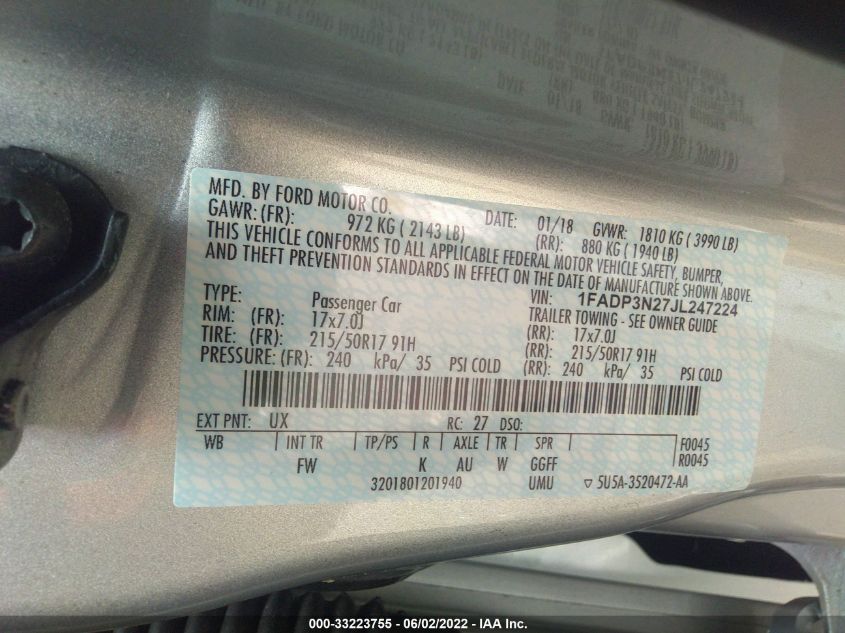 MFD. BY FORD MOTOR CO. DATE: 01/18 GVWR: 1810 KG ( 3990 LB)
GAWR: (FR): 972 KG ( 2143 LB) (RR): 880 KG ( 1940 LB)
THIS VEHICLE CONFORMS TO ALL APPLICABLE FEDERAL MOTOR VEHICLE SAFETY, BUMPER,
AND THEFT PREVENTION STANDARDS IN EFFECT ON THE DATE OF MANUFACTURE SHOWN ABOVE.
VIN: 1FADP3N27JL247224
TYPE: Passenger Car TRAILER TOWING - SEE OWNER GUIDE
RIM: (FR): 17x7.0J (RR): 17x7.0J
TIRE: (FR): 215/50R17 91H (RR): 215/50R17 91H
PRESSURE: (FR): 240 kPa/ 35 PSI COLD (RR): 240 kPa/ 35 PSI COLD
EXT PNT: UX RC: 27 DSO:
WB INT TR TP/PS R AXLE TR SPR F0045
FW K AU W GGFF R0045
3201801201940 UMU ▽ 5U5A-3520472-AA
000-33223755 - 06/02/2022 - IAA Inc.